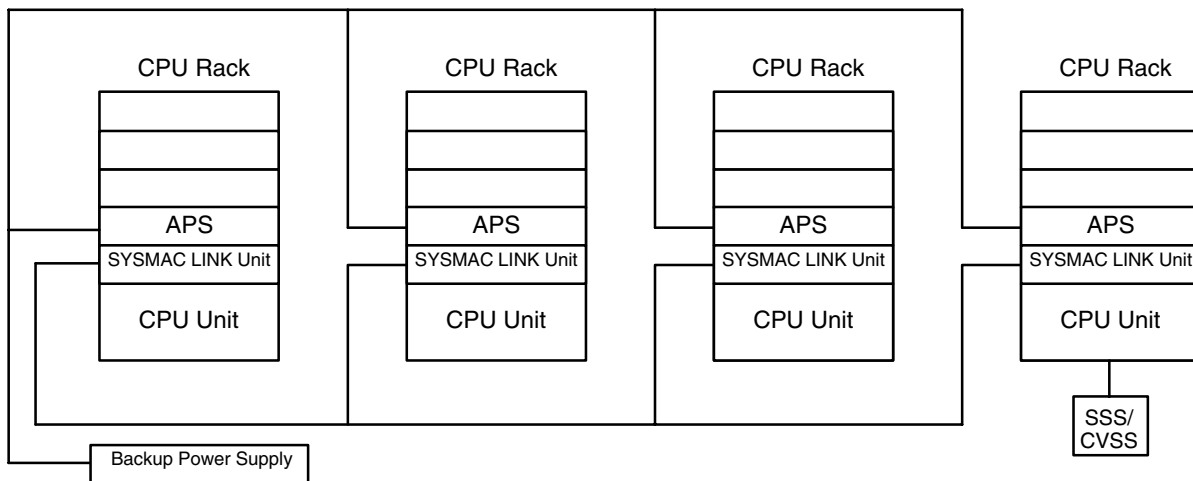 CPU Rack
CPU Rack
CPU Rack
CPU Rack
APS
APS
APS
APS
SYSMAC LINK Unit
SYSMAC LINK Unit
SYSMAC LINK Unit
SYSMAC LINK Unit
CPU Unit
CPU Unit
CPU Unit
CPU Unit
SSS/
CVSS
Backup Power Supply